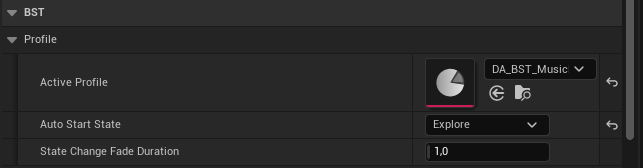 BST
Profile
Active Profile
DA_BST_Music
Auto Start State
Explore
State Change Fade Duration
1,0